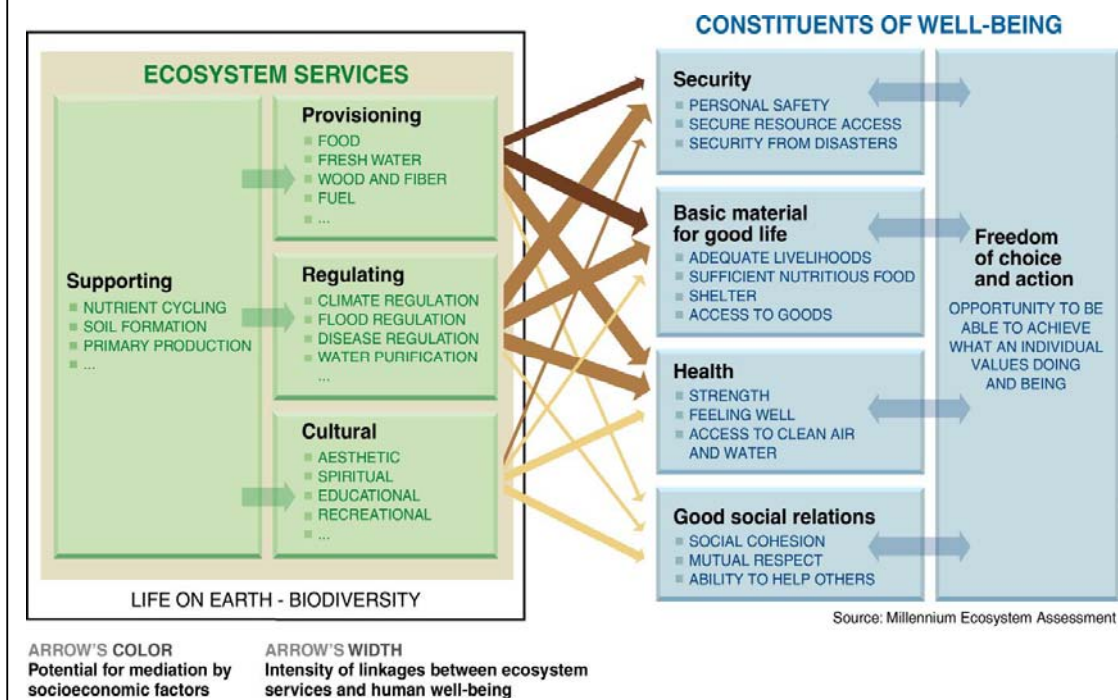 CONSTITUENTS OF WELL-BEING
ECOSYSTEM SERVICES
Supporting
NUTRIENT CYCLING
SOIL FORMATION
PRIMARY PRODUCTION
...
Provisioning
FOOD
FRESH WATER
WOOD AND FIBER
FUEL
...
Regulating
CLIMATE REGULATION
FLOOD REGULATION
DISEASE REGULATION
WATER PURIFICATION
...
Cultural
AESTHETIC
SPIRITUAL
EDUCATIONAL
RECREATIONAL
...
LIFE ON EARTH - BIODIVERSITY
Security
PERSONAL SAFETY
SECURE RESOURCE ACCESS
SECURITY FROM DISASTERS
Basic material
for good life
ADEQUATE LIVELIHOODS
SUFFICIENT NUTRITIOUS FOOD
SHELTER
ACCESS TO GOODS
Health
STRENGTH
FEELING WELL
ACCESS TO CLEAN AIR
AND WATER
Good social relations
SOCIAL COHESION
MUTUAL RESPECT
ABILITY TO HELP OTHERS
Freedom
of choice
and action
OPPORTUNITY TO BE
ABLE TO ACHIEVE
WHAT AN INDIVIDUAL
VALUES DOING
AND BEING
Source: Millennium Ecosystem Assessment
ARROW'S COLOR
Potential for mediation by
socioeconomic factors
ARROW'S WIDTH
Intensity of linkages between ecosystem
services and human well-being